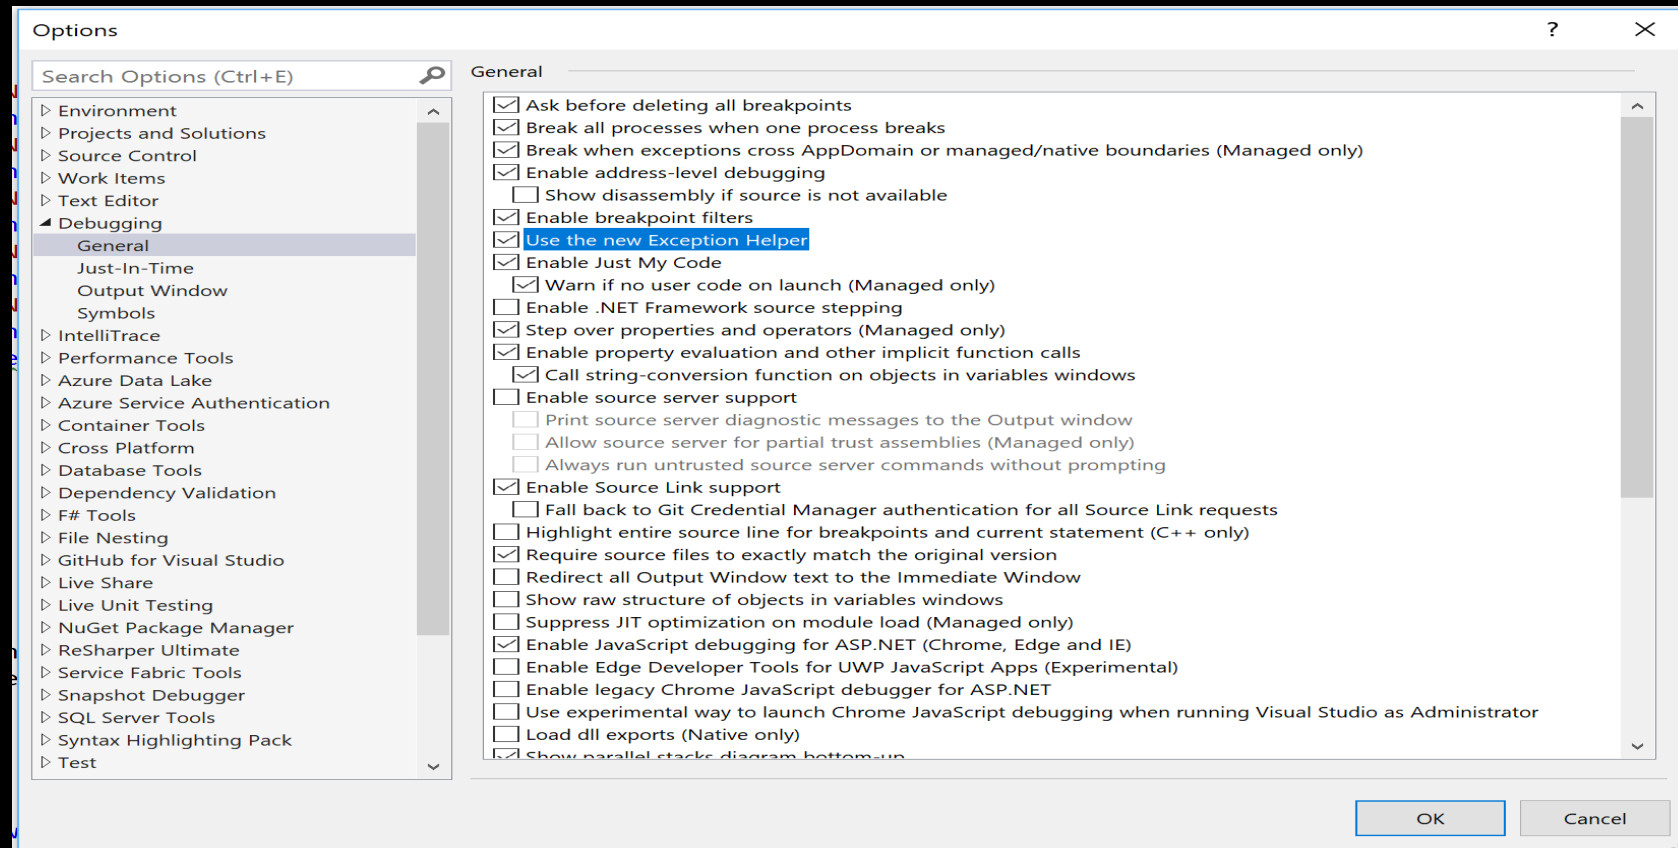 Options
?
Search Options (Ctrl+E)
Environment
Projects and Solutions
Source Control
Work Items
Text Editor
Debugging
General
Just-In-Time
Output Window
Symbols
IntelliTrace
Performance Tools
Azure Data Lake
Azure Service Authentication
Container Tools
Cross Platform
Database Tools
Dependency Validation
F# Tools
File Nesting
GitHub for Visual Studio
Live Share
Live Unit Testing
NuGet Package Manager
ReSharper Ultimate
Service Fabric Tools
Snapshot Debugger
SQL Server Tools
Syntax Highlighting Pack
Test
General
Ask before deleting all breakpoints
Break all processes when one process breaks
Break when exceptions cross AppDomain or managed/native boundaries (Managed only)
Enable address-level debugging
Show disassembly if source is not available
Enable breakpoint filters
Use the new Exception Helper
Enable Just My Code
Warn if no user code on launch (Managed only)
Enable .NET Framework source stepping
Step over properties and operators (Managed only)
Enable property evaluation and other implicit function calls
Call string-conversion function on objects in variables windows
Enable source server support
Print source server diagnostic messages to the Output window
Allow source server for partial trust assemblies (Managed only)
Always run untrusted source server commands without prompting
Enable Source Link support
Fall back to Git Credential Manager authentication for all Source Link requests
Highlight entire source line for breakpoints and current statement (C++ only)
Require source files to exactly match the original version
Redirect all Output Window text to the Immediate Window
Show raw structure of objects in variables windows
Suppress JIT optimization on module load (Managed only)
Enable JavaScript debugging for ASP.NET (Chrome, Edge and IE)
Enable Edge Developer Tools for UWP JavaScript Apps (Experimental)
Enable legacy Chrome JavaScript debugger for ASP.NET
Use experimental way to launch Chrome JavaScript debugging when running Visual Studio as Administrator
Load dll exports (Native only)
Show parallel stacks diagram bottom-up
OK
Cancel